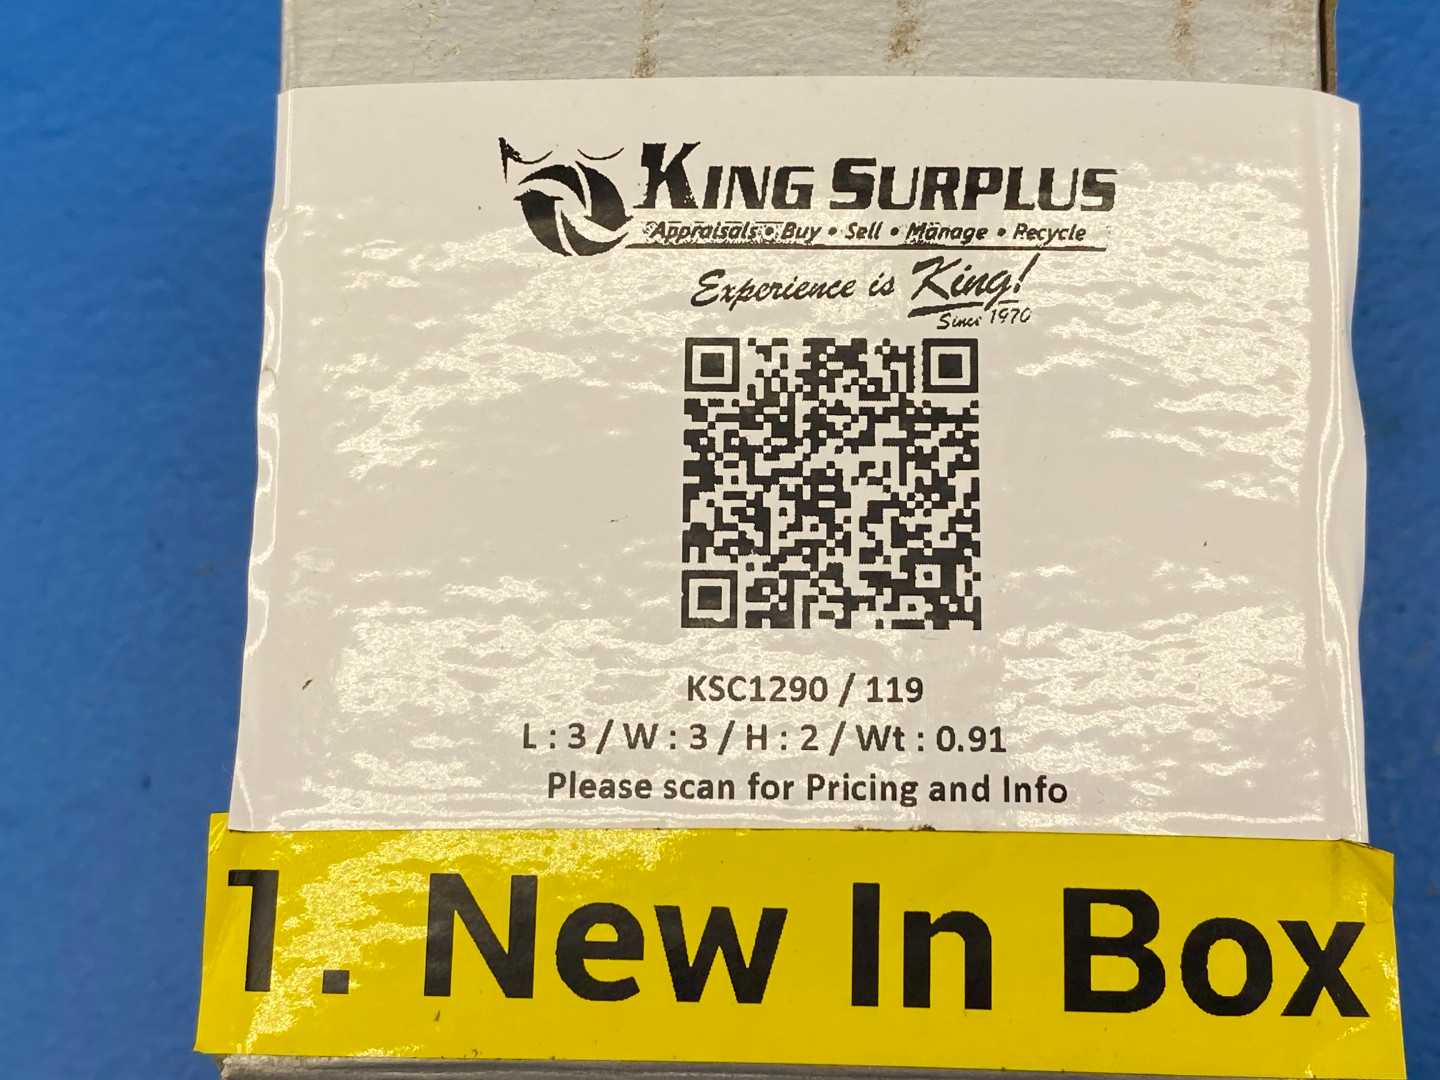 KING SURPLUS
Appraisals • Buy • Sell • Manage • Recycle
Experience is King!
Since 1970
KSC1290 / 119
L : 3 / W : 3 / H : 2 / Wt : 0.91
Please scan for Pricing and Info
1. New In Box